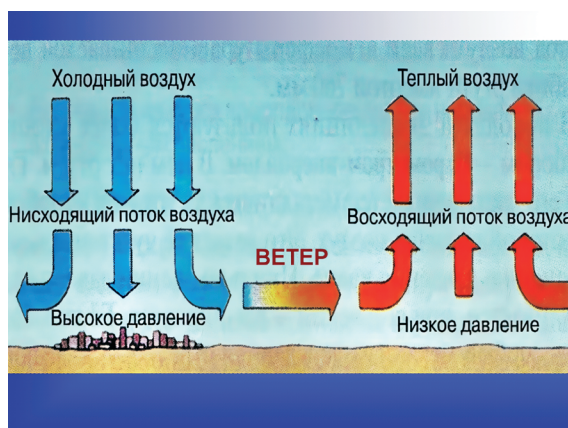 Холодный воздух
Теплый воздух
Нисходящий поток воздуха
Восходящий поток воздуха
ВЕТЕР
Высокое давление
Низкое давление